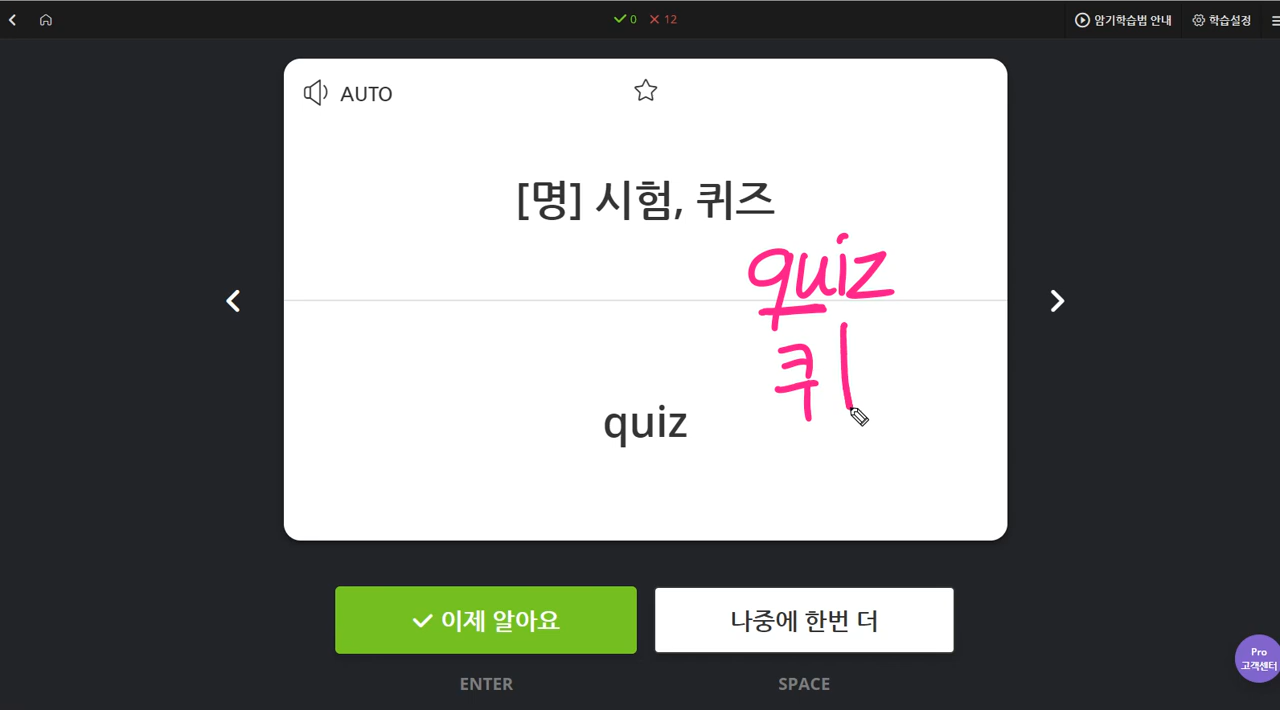 0 12 암기학습법 안내 학습설정
AUTO
[명] 시험, 퀴즈
quiz
퀴
quiz
이제 알아요 나중에 한번 더
ENTER SPACE
Pro
고객센터